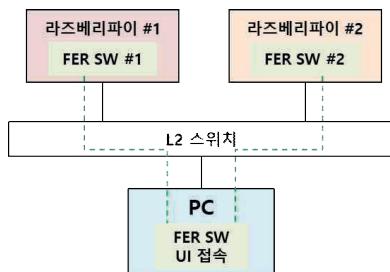 라즈베리파이 #1
FER SW #1
라즈베리파이 #2
FER SW #2
L2 스위치
PC
FER SW
UI 접속